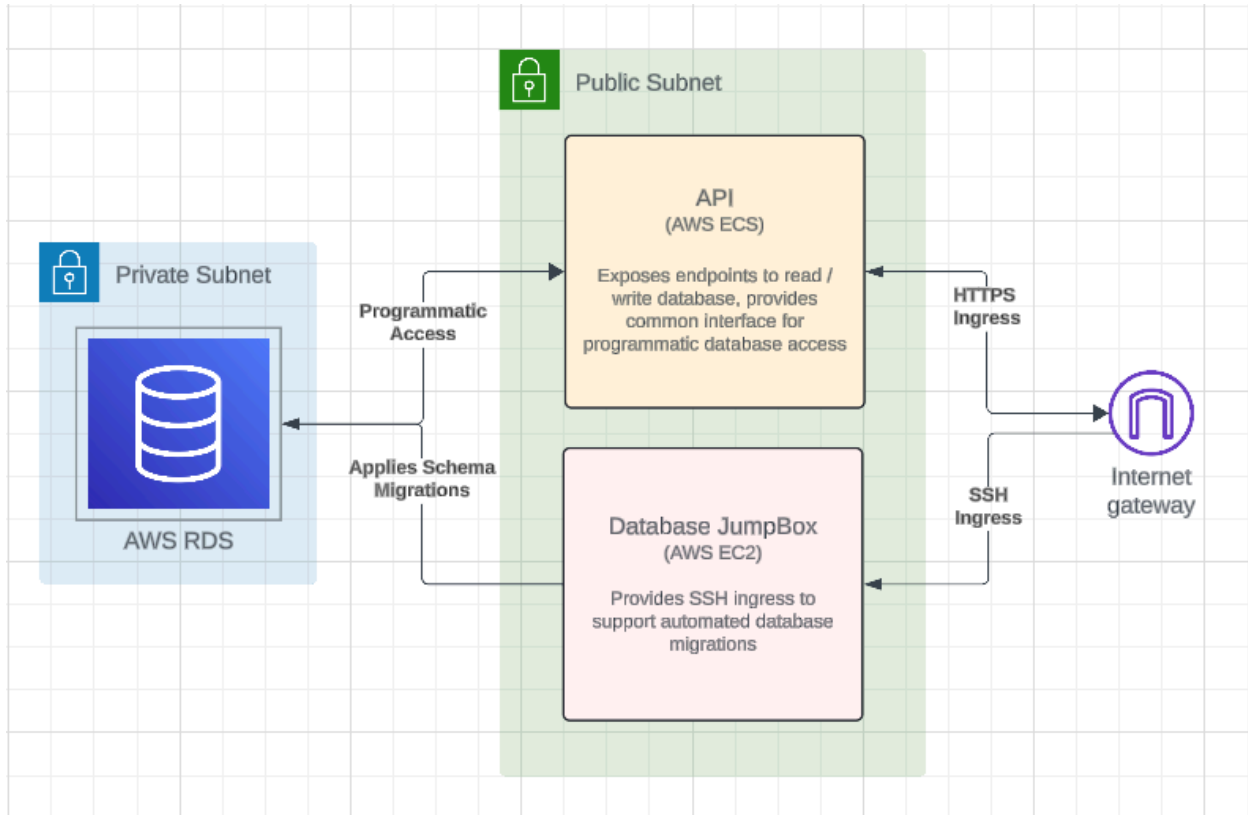 Public Subnet
API
(AWS ECS)
Exposes endpoints to read /
write database, provides
common interface for
programmatic database access
Private Subnet
Programmatic
Access
HTTPS
Ingress
Applies Schema
Migrations
AWS RDS
Database JumpBox
(AWS EC2)
Provides SSH ingress to
support automated database
migrations
SSH
Ingress
Internet
gateway